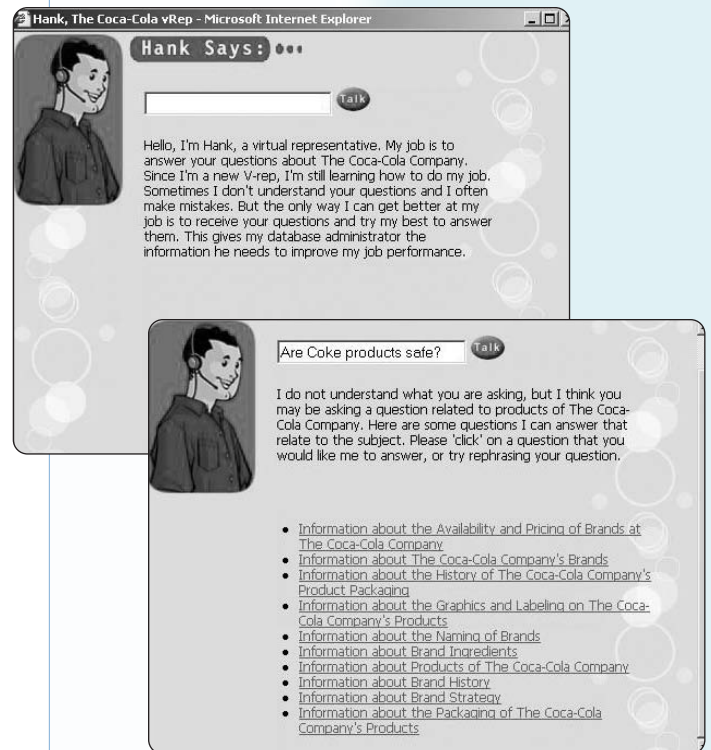 Hank, The Coca-Cola vRep - Microsoft Internet Explorer
Hank Says:
Talk
Hello, I'm Hank, a virtual representative. My job is to
answer your questions about The Coca-Cola Company.
Since I'm a new V-rep, I'm still learning how to do my job.
Sometimes I don't understand your questions and I often
make mistakes. But the only way I can get better at my
job is to receive your questions and try my best to answer
them. This gives my database administrator the
information he needs to improve my job performance.
Are Coke products safe? Talk
I do not understand what you are asking, but I think you
may be asking a question related to products of The Coca-
Cola Company. Here are some questions I can answer that
relate to the subject. Please 'click' on a question that you
would like me to answer, or try rephrasing your question.
• Information about the Availability and Pricing of Brands at
The Coca-Cola Company
• Information about The Coca-Cola Company's Brands
• Information about the History of The Coca-Cola Company's
Product Packaging
• Information about the Graphics and Labeling on The Coca-
Cola Company's Products
• Information about the Naming of Brands
• Information about Brand Ingredients
• Information about Products of The Coca-Cola Company
• Information about Brand History
• Information about Brand Strategy
• Information about the Packaging of The Coca-Cola
Company's Products